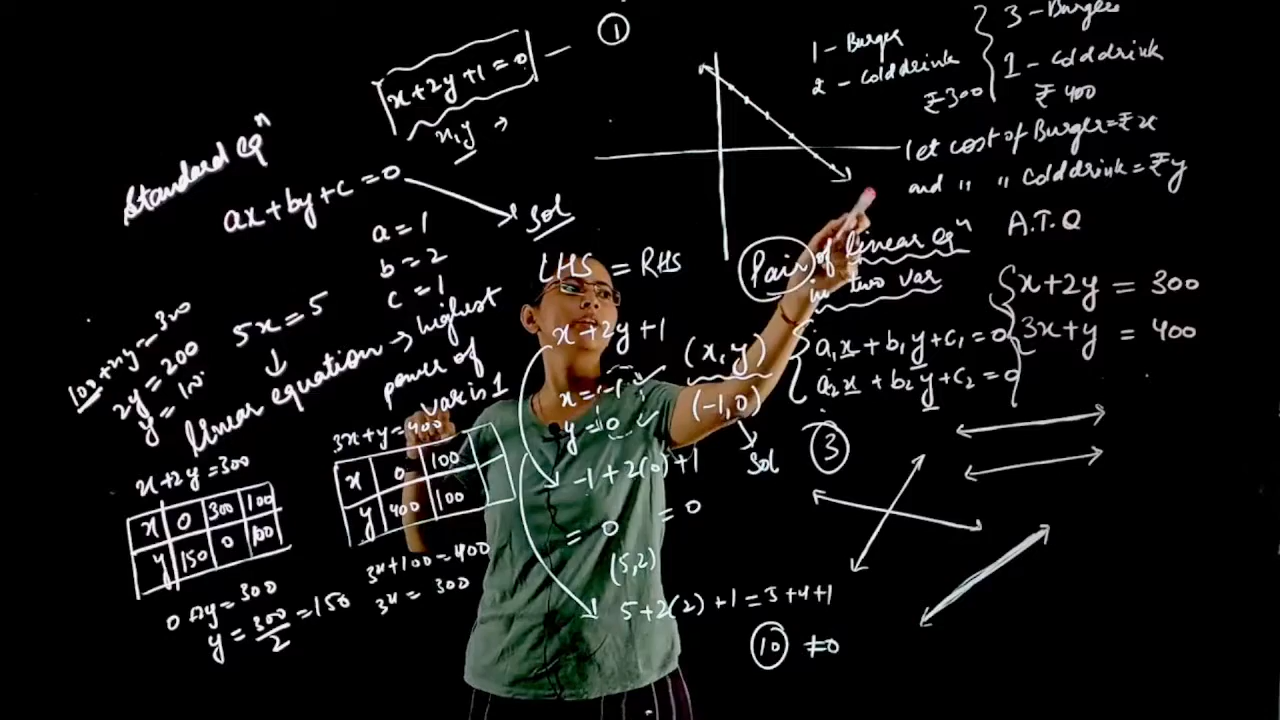 Standard eqⁿ
x+2y+1=0 — ①
x,y →
ax+by+c=0
a=1
b=2
c=1
5x=5
↓
linear equation → highest
power of
var is 1
2y=200
x+2y=300
x 0 300 100
y 150 0 100
y=300/2=150
3x+y=400
x 0 100
y 400 100
3x+100=400
3x=300
Sol
LHS = RHS
x+2y+1
x=-1
y=0
(x,y)
(-1,0)
Sol
-1+2(0)+1
=0 =0
(5,2)
5+2(2)+1=5+4+1
⑩ ≠0
1-Burger
2-Colddrink
₹300
3-Burger
1-Colddrink
₹400
let cost of Burger=₹x
and " " Colddrink=₹y
A.T.Q
x+2y=300
3x+y=400
Pair of linear eqⁿ
in two var
a₁x+b₁y+c₁=0
a₂x+b₂y+c₂=0
③